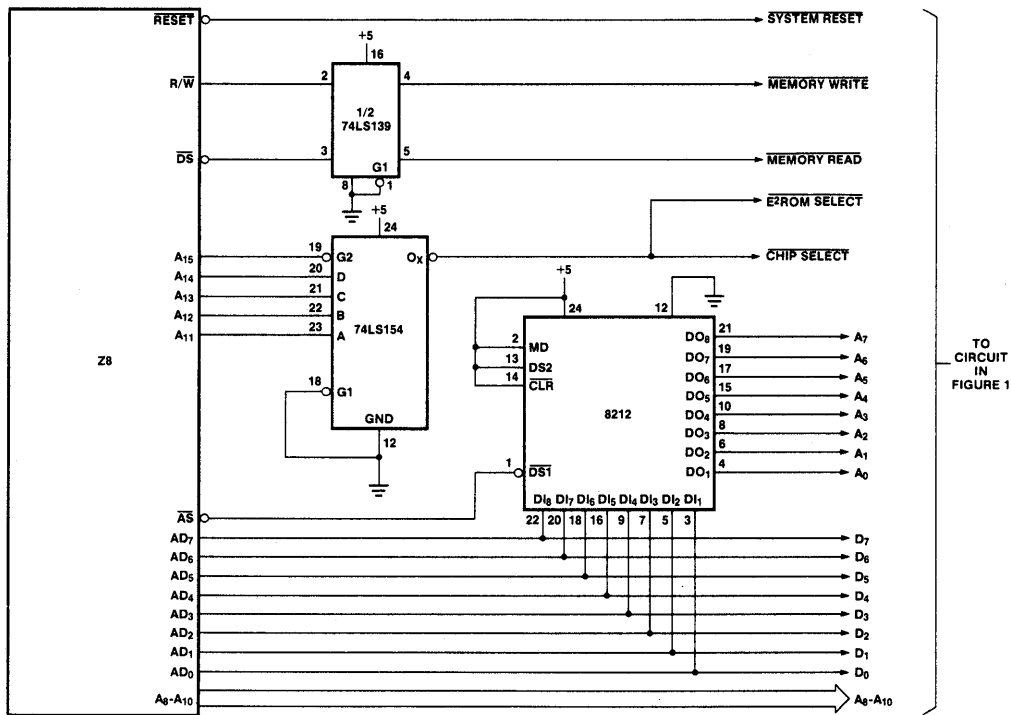 RESET
SYSTEM RESET
+5
16
R/W
2
4
MEMORY WRITE
1/2
74LS139
DS
3
5
MEMORY READ
G1
8
1
+5
24
E²ROM SELECT
A15
19
G2
OX
CHIP SELECT
A14
20
D
A13
21
C
A12
22
B
A11
23
A
74LS154
18
G1
GND
12
+5
24
12
2
MD
13
DS2
14
CLR
8212
1
DS1
DO8
21
A7
DO7
19
A6
DO6
17
A5
DO5
15
A4
DO4
10
A3
DO3
8
A2
DO2
6
A1
DO1
4
A0
DI8 DI7 DI6 DI5 DI4 DI3 DI2 DI1
22 20 18 16 9 7 5 3
Z8
TO
CIRCUIT
IN
FIGURE 1
AS
AD7
D7
AD6
D6
AD5
D5
AD4
D4
AD3
D3
AD2
D2
AD1
D1
AD0
D0
A8-A10
A8-A10